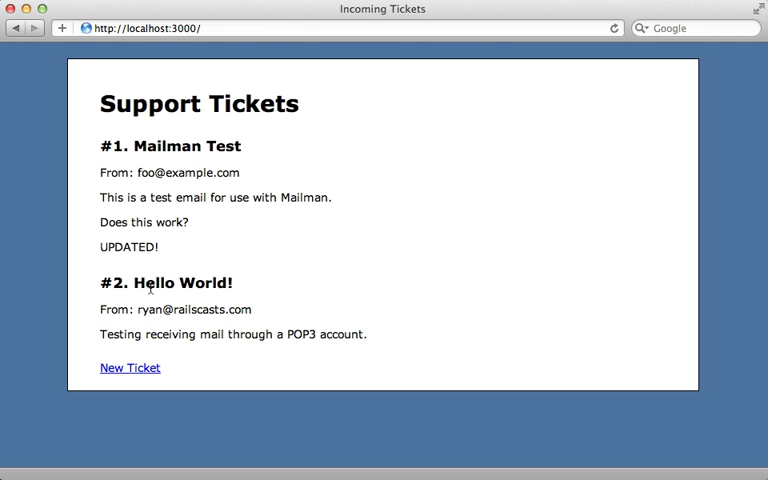 Incoming Tickets
http://localhost:3000/
Google
Support Tickets
#1. Mailman Test
From: foo@example.com
This is a test email for use with Mailman.
Does this work?
UPDATED!
#2. Hello World!
From: ryan@railscasts.com
Testing receiving mail through a POP3 account.
New Ticket